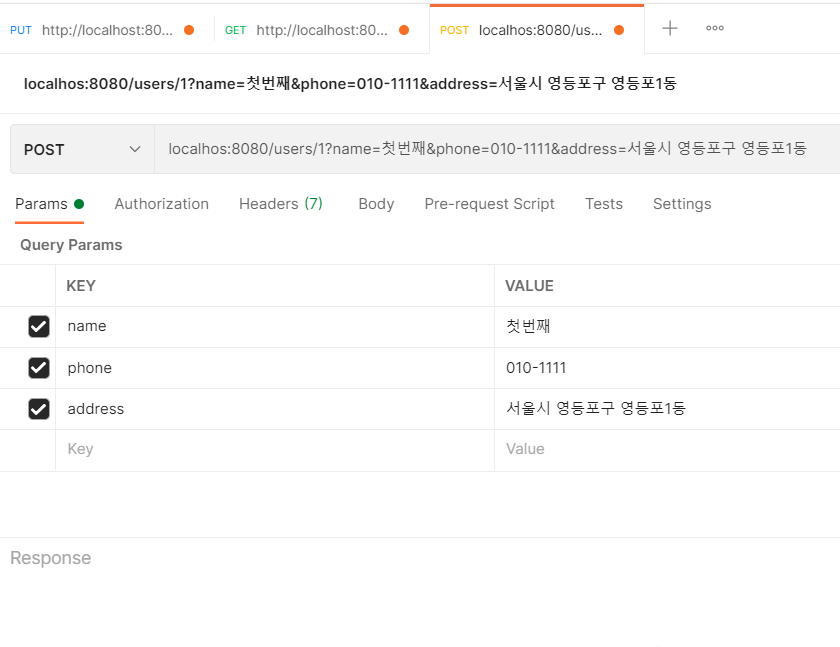 PUT http://localhost:80... GET http://localhost:80... POST localhost:8080/us...
localhos:8080/users/1?name=첫번째&phone=010-1111&address=서울시 영등포구 영등포1동
POST localhos:8080/users/1?name=첫번째&phone=010-1111&address=서울시 영등포구 영등포1동
Params Authorization Headers (7) Body Pre-request Script Tests Settings
Query Params
KEY VALUE
name 첫번째
phone 010-1111
address 서울시 영등포구 영등포1동
Key Value
Response